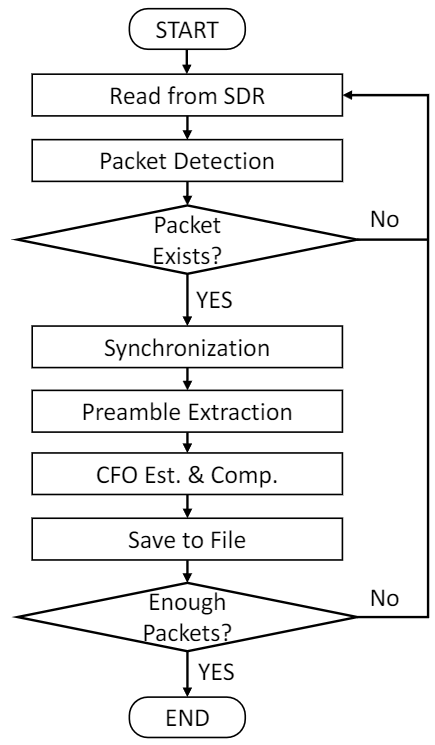 START
Read from SDR
Packet Detection
Packet
Exists?
No
YES
Synchronization
Preamble Extraction
CFO Est. & Comp.
Save to File
Enough
Packets?
No
YES
END